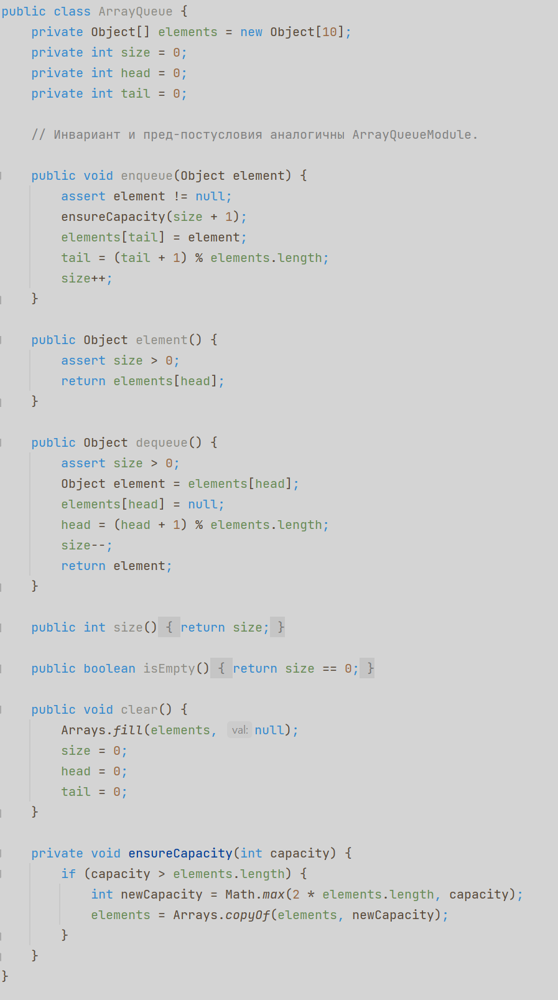 public class ArrayQueue {
    private Object[] elements = new Object[10];
    private int size = 0;
    private int head = 0;
    private int tail = 0;

    // Инвариант и пред-постусловия аналогичны ArrayQueueModule.

    public void enqueue(Object element) {
        assert element != null;
        ensureCapacity(size + 1);
        elements[tail] = element;
        tail = (tail + 1) % elements.length;
        size++;
    }

    public Object element() {
        assert size > 0;
        return elements[head];
    }

    public Object dequeue() {
        assert size > 0;
        Object element = elements[head];
        elements[head] = null;
        head = (head + 1) % elements.length;
        size--;
        return element;
    }

    public int size() { return size; }

    public boolean isEmpty() { return size == 0; }

    public void clear() {
        Arrays.fill(elements, val: null);
        size = 0;
        head = 0;
        tail = 0;
    }

    private void ensureCapacity(int capacity) {
        if (capacity > elements.length) {
            int newCapacity = Math.max(2 * elements.length, capacity);
            elements = Arrays.copyOf(elements, newCapacity);
        }
    }
}